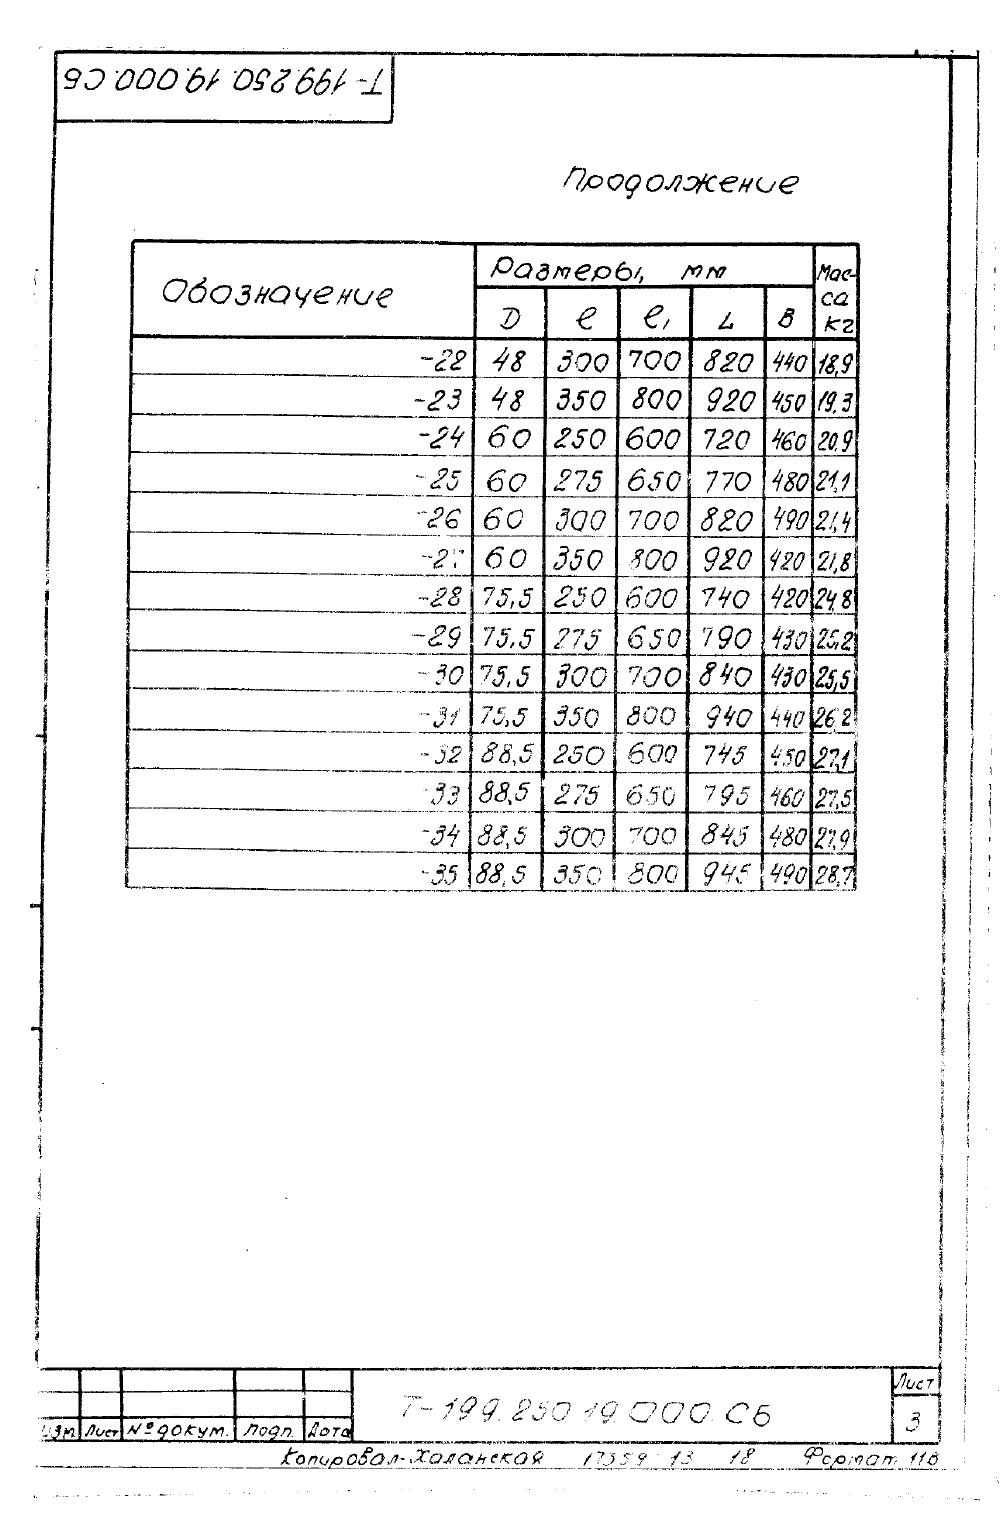 Т-199.250.19.000.СБ
Продолжение
Обозначение Размеры, мм Масса кг
D ℓ ℓ₁ L В
-22 48 300 700 820 440 18,9
-23 48 350 800 920 450 19,3
-24 60 250 600 720 460 20,9
-25 60 275 650 770 480 21,1
-26 60 300 700 820 490 21,4
-27 60 350 800 920 420 21,8
-28 75,5 250 600 740 420 24,8
-29 75,5 275 650 790 430 25,2
-30 75,5 300 700 840 430 25,5
-31 75,5 350 800 940 440 26,2
-32 88,5 250 600 745 450 27,1
-33 88,5 275 650 795 460 27,5
-34 88,5 300 700 845 480 27,9
-35 88,5 350 800 945 490 28,7
Изм Лист №докум. Подп. Дата
Т-199.250.19.000.СБ
Лист
3
Копировал-Халанской 17359-13 18 Формат 11б